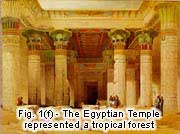 Fig. 1(f) - The Egyptian Temple
represented a tropical forest